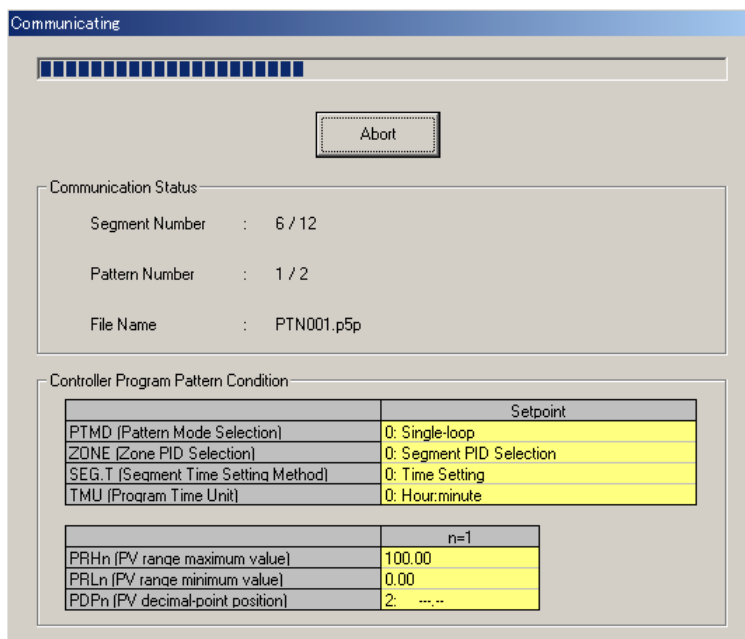 Communicating
Abort
Communication Status
Segment Number : 6 / 12
Pattern Number : 1 / 2
File Name : PTN001.p5p
Controller Program Pattern Condition
Setpoint
PTMD (Pattern Mode Selection) 0: Single-loop
ZONE (Zone PID Selection) 0: Segment PID Selection
SEG.T (Segment Time Setting Method) 0: Time Setting
TMU (Program Time Unit) 0: Hour:minute
n=1
PRHn (PV range maximum value) 100.00
PRLn (PV range minimum value) 0.00
PDPn (PV decimal-point position) 2: ---.--